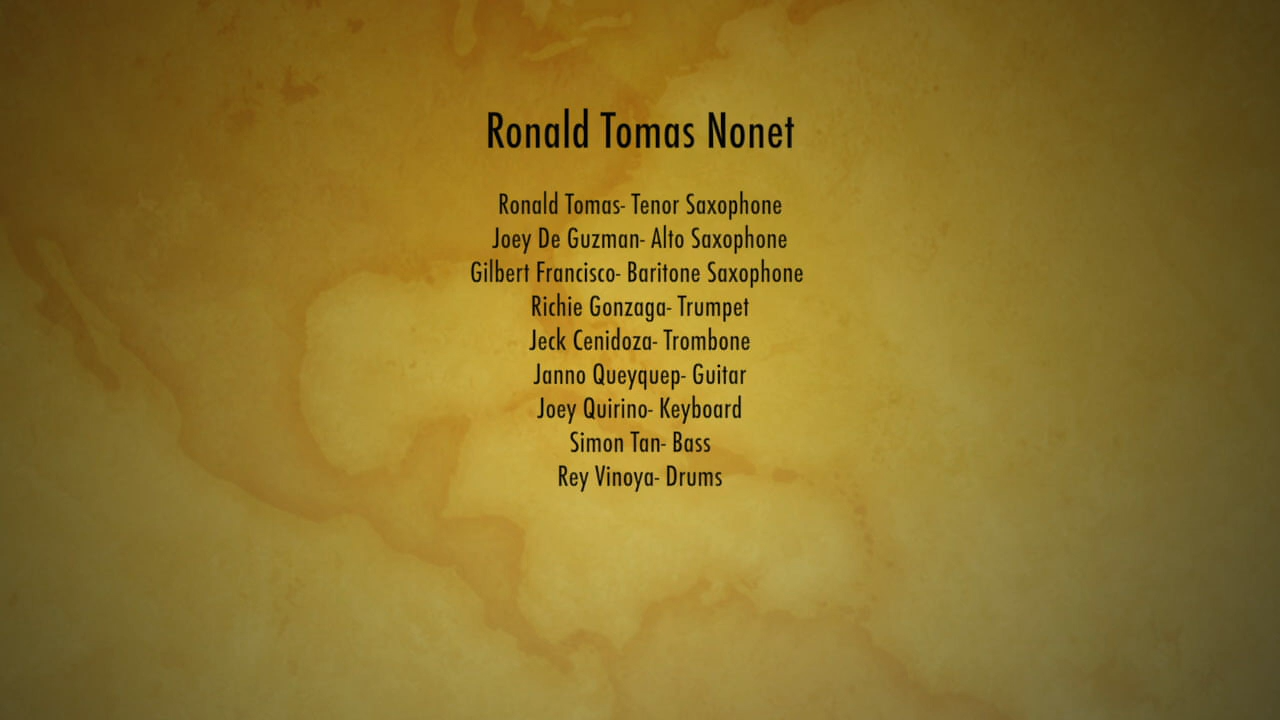 Ronald Tomas Nonet
Ronald Tomas- Tenor Saxophone
Joey De Guzman- Alto Saxophone
Gilbert Francisco- Baritone Saxophone
Richie Gonzaga- Trumpet
Jeck Cenidoza- Trombone
Janno Queyquep- Guitar
Joey Quirino- Keyboard
Simon Tan- Bass
Rey Vinoya- Drums